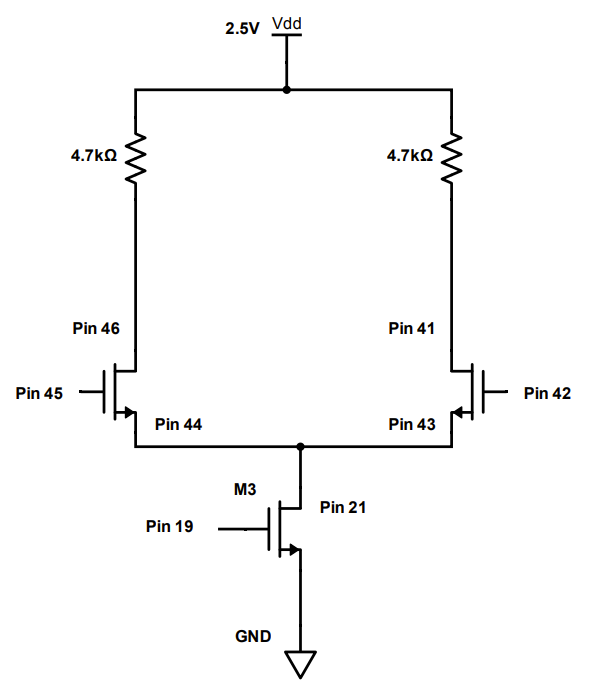 2.5V Vdd
4.7kΩ 4.7kΩ
Pin 46 Pin 41
Pin 45 Pin 42
Pin 44 Pin 43
M3
Pin 21
Pin 19
GND